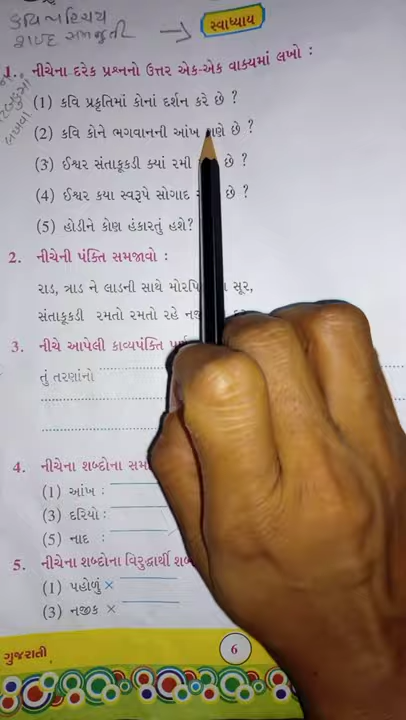 કવિ પરિચય
શબ્દ સમજૂતી → સ્વાધ્યાય
1. નીચેના દરેક પ્રશ્નનો ઉત્તર એક-એક વાક્યમાં લખો :
(1) કવિ પ્રકૃતિમાં કોનાં દર્શન કરે છે ?
(2) કવિ કોને ભગવાનની આંખ છે ?
(3) ઈશ્વર સંતાકૂકડી ક્યાં રમી છે ?
(4) ઈશ્વર કયા સ્વરૂપે સોગાદ છે ?
(5) હોડીને કોણ હંકારતું હશે?
2. નીચેની પંક્તિ સમજાવો :
રાડ, ત્રાડ ને લાડની સાથે સૂર,
સંતાકૂકડી રમતો રમતો રહે
3. નીચે આપેલી કાવ્યપંક્તિ
તું તરણાંનો
4. નીચેના શબ્દોના
(1) આંખ :
(3) દરિયો :
(5) નાદ :
5. નીચેના શબ્દોના વિરુદ્ધાર્થી
(1) પહોળું ×
(3) નજીક ×
ગુજરાતી 6